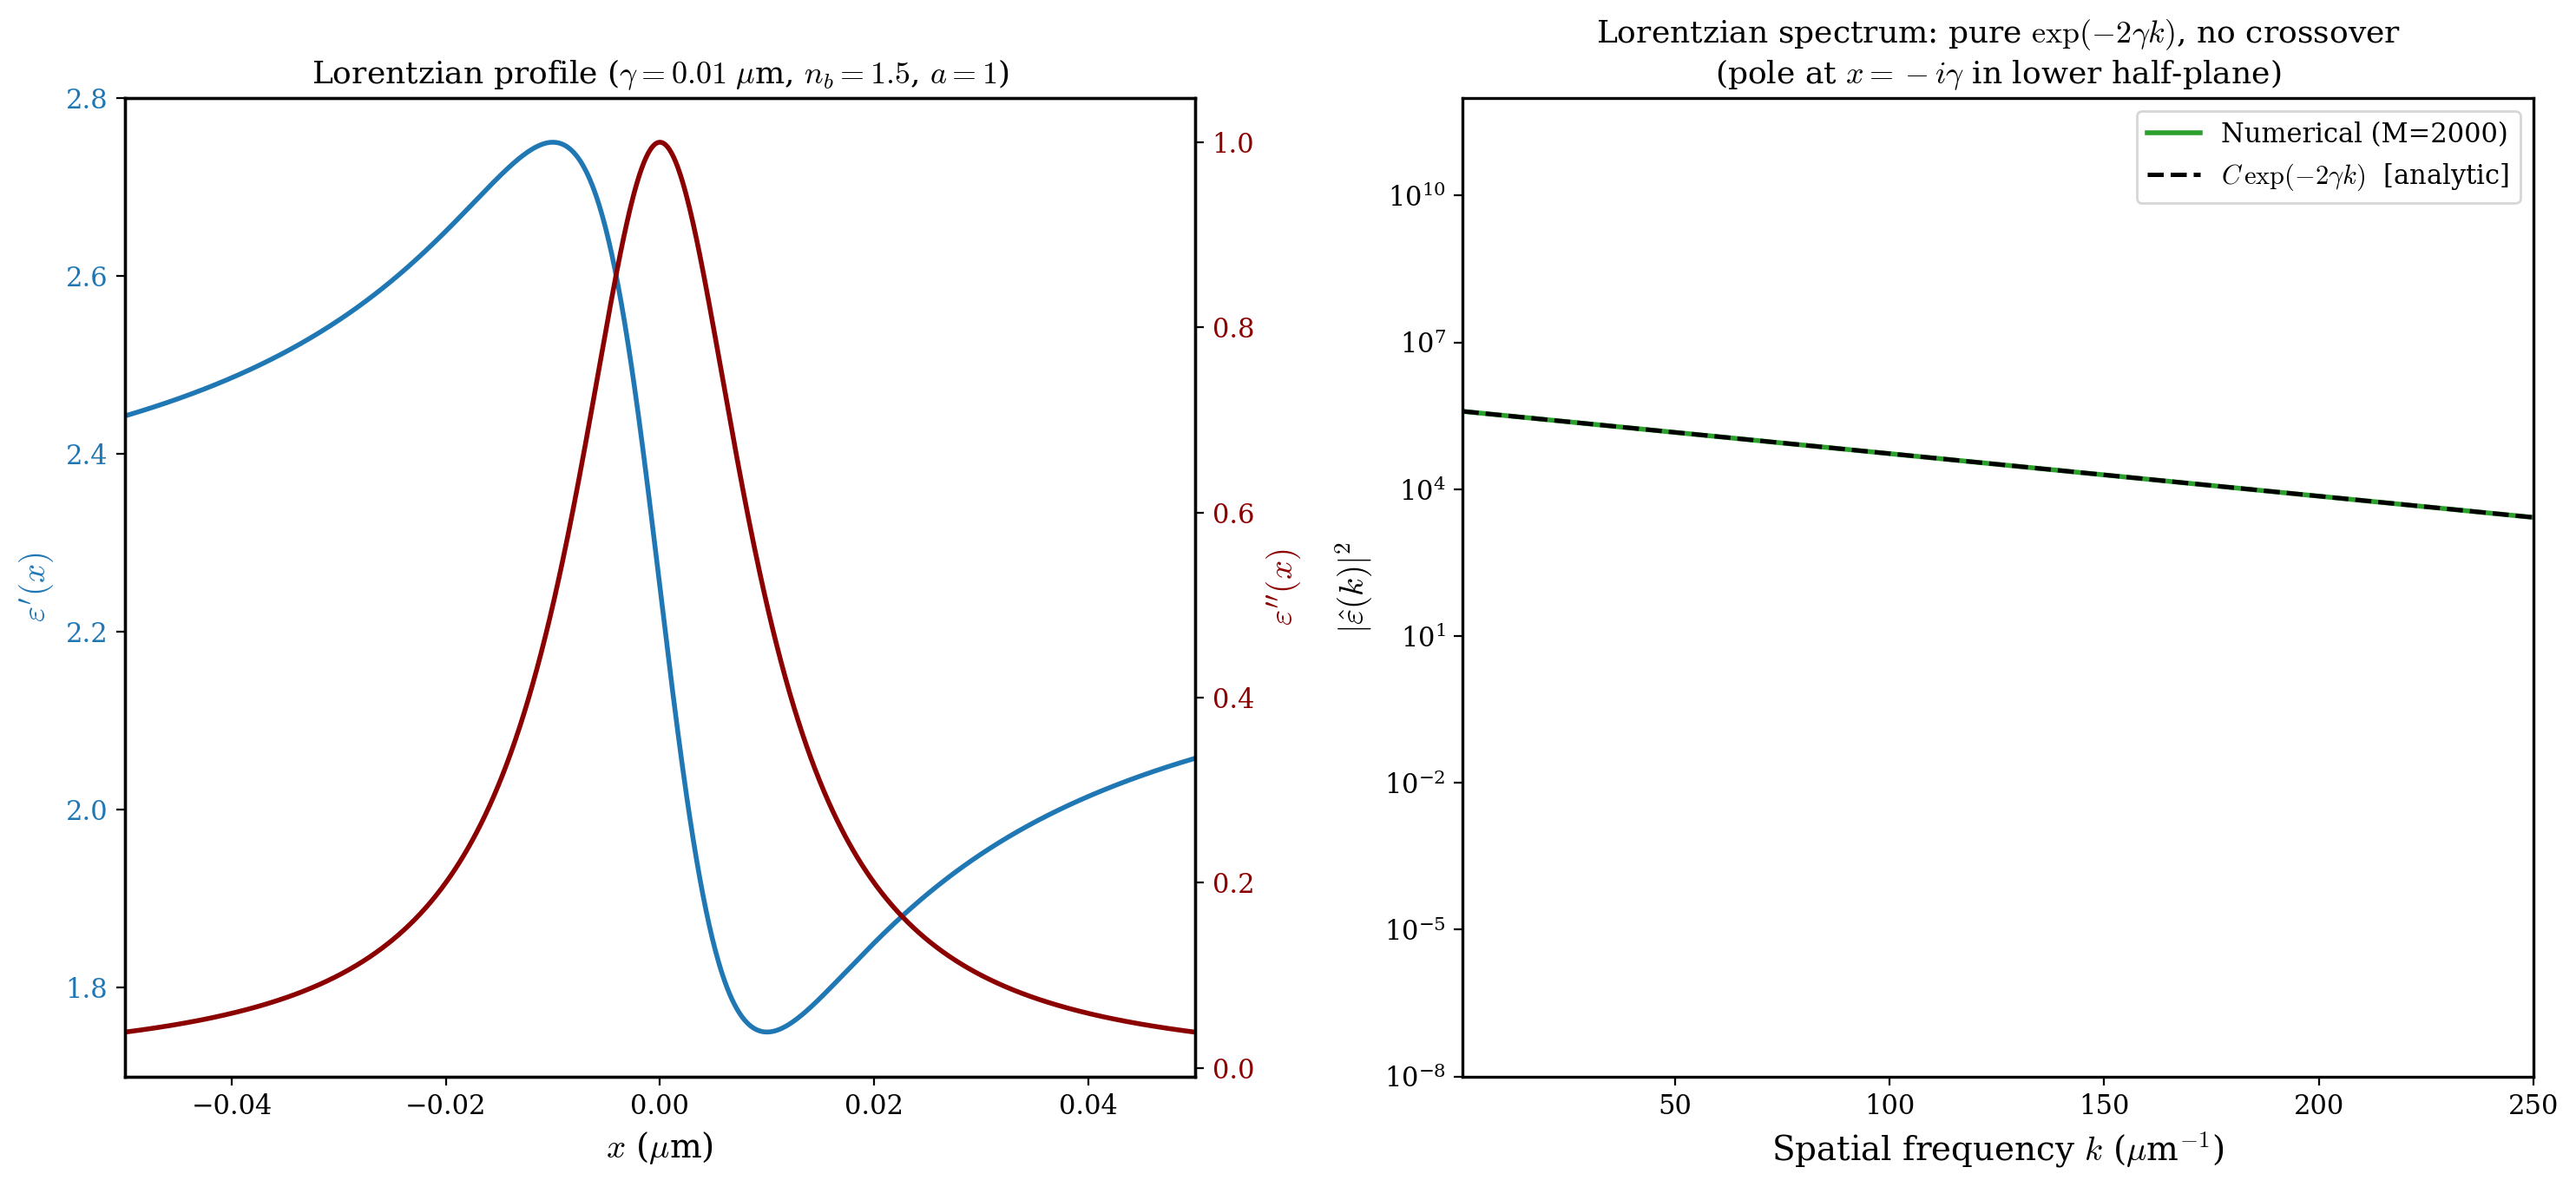 Lorentzian profile (γ = 0.01 μm, n_b = 1.5, a = 1)
2.8
2.6
2.4
2.2
2.0
1.8
ε′(x)
1.0
0.8
0.6
0.4
0.2
0.0
ε″(x)
−0.04 −0.02 0.00 0.02 0.04
x (μm)
Lorentzian spectrum: pure exp(−2γk), no crossover
(pole at x = −iγ in lower half-plane)
Numerical (M=2000)
C exp(−2γk) [analytic]
10^10
10^7
10^4
10^1
10^−2
10^−5
10^−8
|ε̂(k)|²
50 100 150 200 250
Spatial frequency k (μm⁻¹)